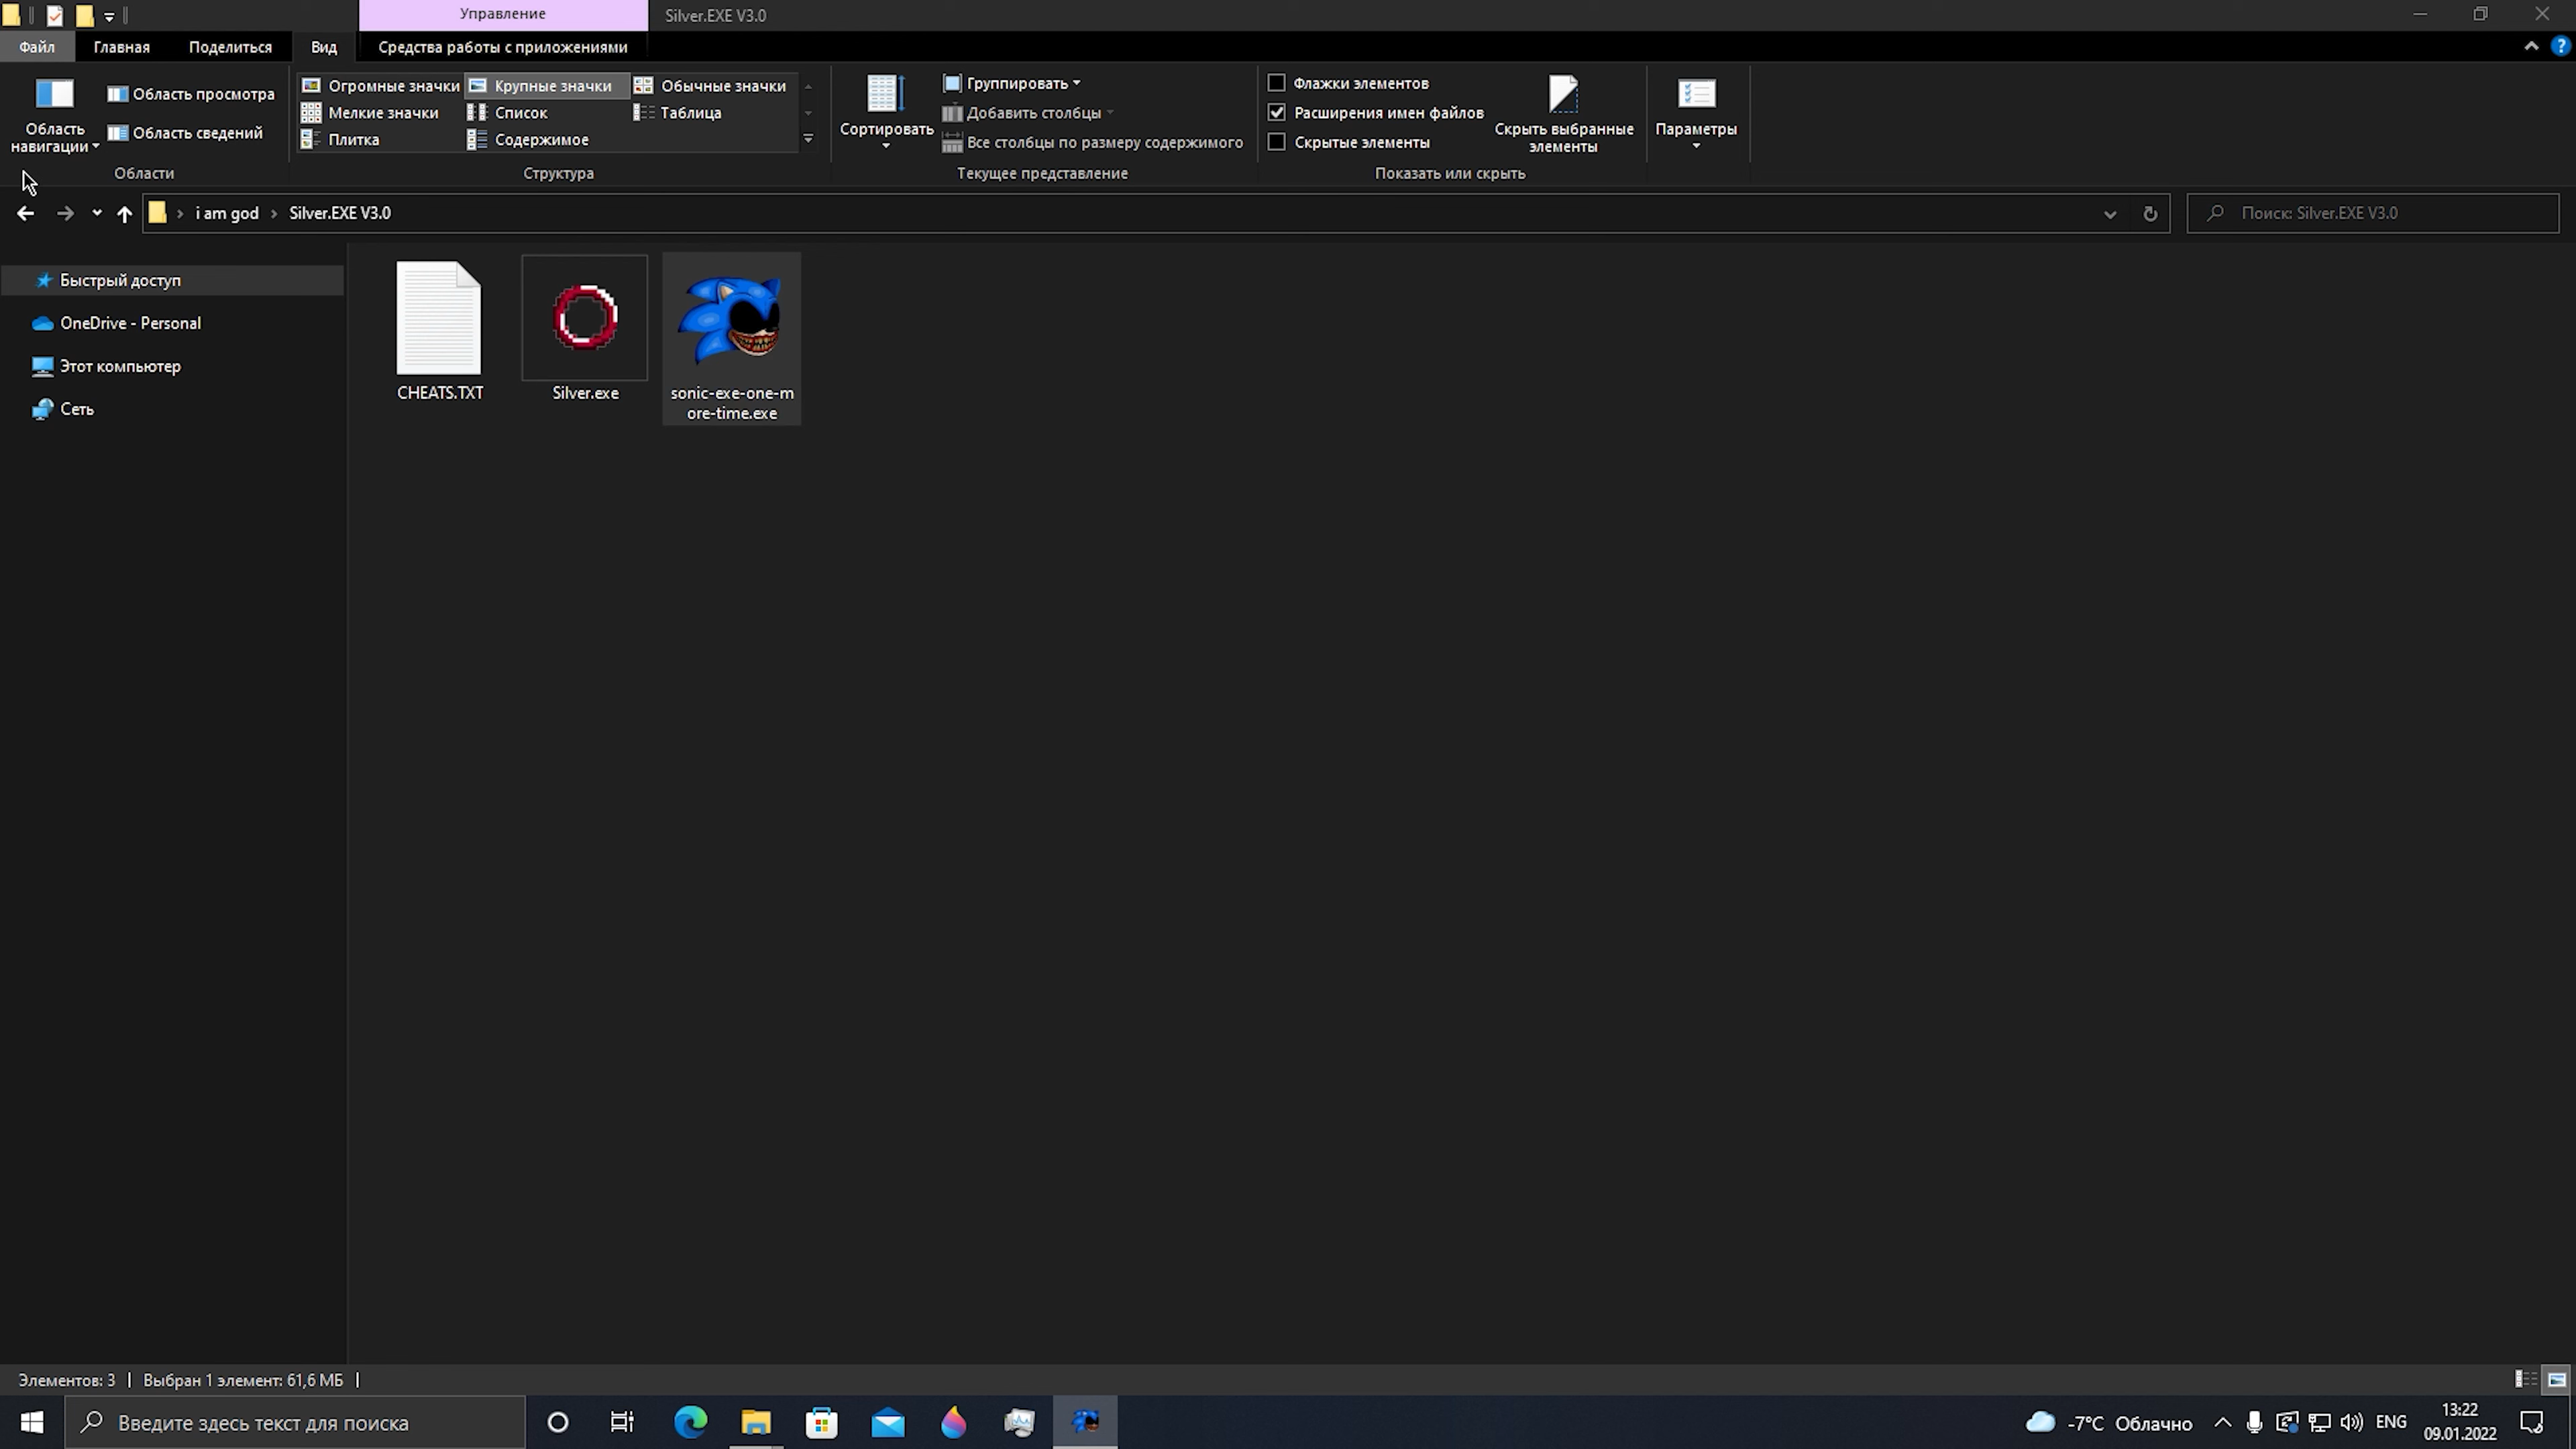 Управление
Silver.EXE V3.0
Файл
Главная
Поделиться
Вид
Средства работы с приложениями
Область навигации
Область просмотра
Область сведений
Области
Огромные значки
Крупные значки
Обычные значки
Мелкие значки
Список
Таблица
Плитка
Содержимое
Структура
Сортировать
Группировать
Добавить столбцы
Все столбцы по размеру содержимого
Текущее представление
Флажки элементов
Расширения имен файлов
Скрытые элементы
Скрыть выбранные
элементы
Показать или скрыть
Параметры
i am god
Silver.EXE V3.0
Поиск: Silver.EXE V3.0
Быстрый доступ
OneDrive - Personal
Этот компьютер
Сеть
CHEATS.TXT
Silver.exe
sonic-exe-one-m
ore-time.exe
Элементов: 3
Выбран 1 элемент: 61,6 МБ
Введите здесь текст для поиска
-7°C Облачно
ENG
13:22
09.01.2022